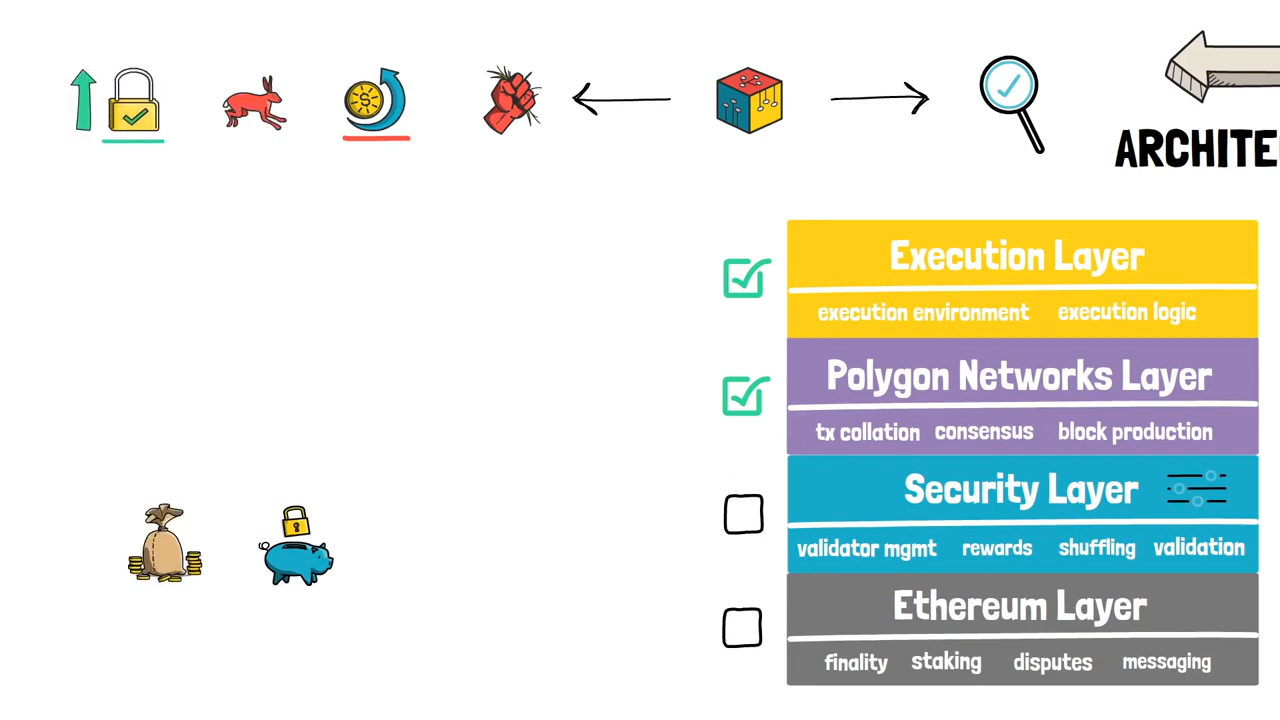 ARCHITE
Execution Layer
execution environment execution logic
Polygon Networks Layer
tx collation consensus block production
Security Layer
validator mgmt rewards shuffling validation
Ethereum Layer
finality staking disputes messaging